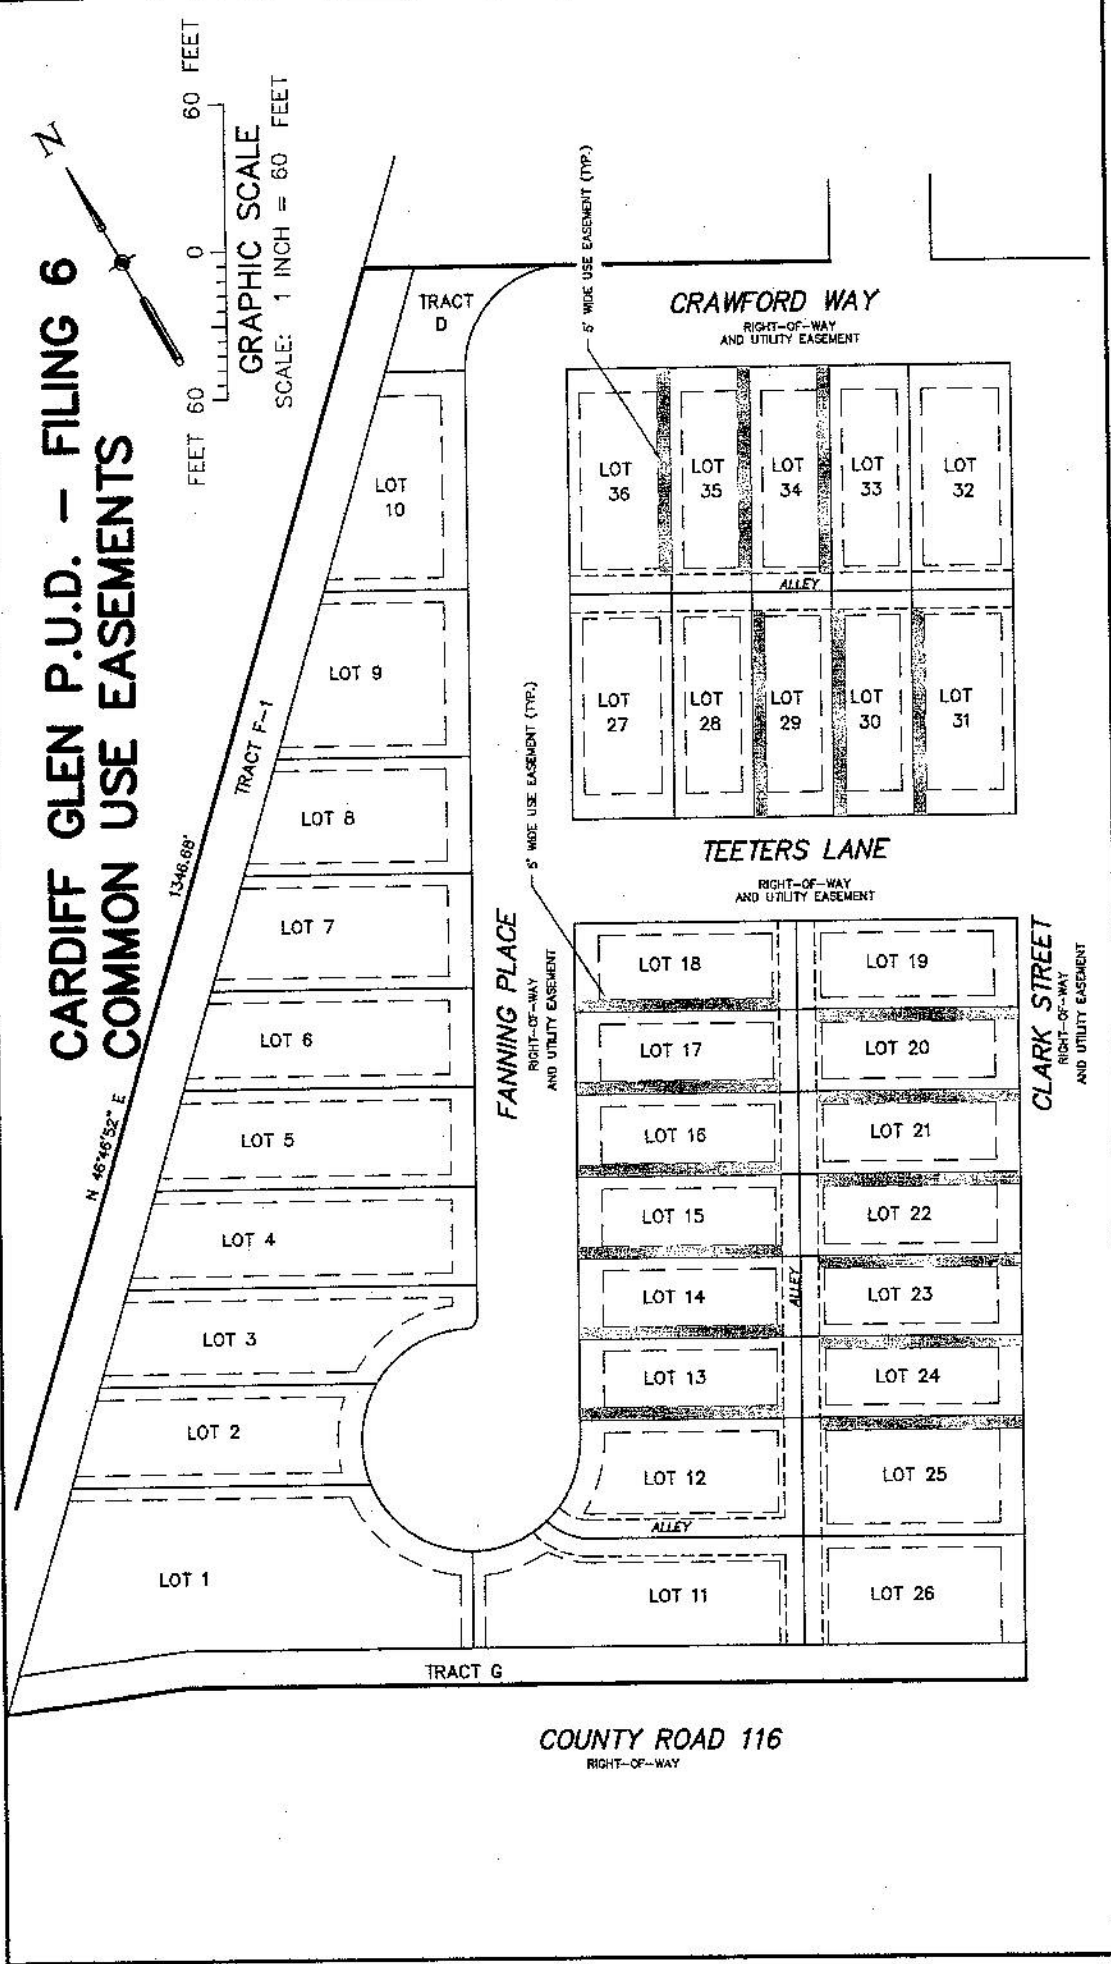 CARDIFF GLEN P.U.D. - FILING 6
COMMON USE EASEMENTS
N
FEET 60 0 60 FEET
GRAPHIC SCALE
SCALE: 1 INCH = 60 FEET
N 46°46'52" E
1346.68'
TRACT F-1
TRACT
D
LOT
10
LOT 9
LOT 8
LOT 7
LOT 6
LOT 5
LOT 4
LOT 3
LOT 2
LOT 1
FANNING PLACE
RIGHT-OF-WAY
AND UTILITY EASEMENT
5' WIDE USE EASEMENT (TYP.)
5' WIDE USE EASEMENT (TYP.)
CRAWFORD WAY
RIGHT-OF-WAY
AND UTILITY EASEMENT
LOT
36
LOT
35
LOT
34
LOT
33
LOT
32
ALLEY
LOT
27
LOT
28
LOT
29
LOT
30
LOT
31
TEETERS LANE
RIGHT-OF-WAY
AND UTILITY EASEMENT
LOT 18
LOT 19
LOT 17
LOT 20
LOT 16
LOT 21
LOT 15
LOT 22
ALLEY
LOT 14
LOT 23
LOT 13
LOT 24
LOT 12
LOT 25
ALLEY
LOT 11
LOT 26
CLARK STREET
RIGHT-OF-WAY
AND UTILITY EASEMENT
TRACT G
COUNTY ROAD 116
RIGHT-OF-WAY